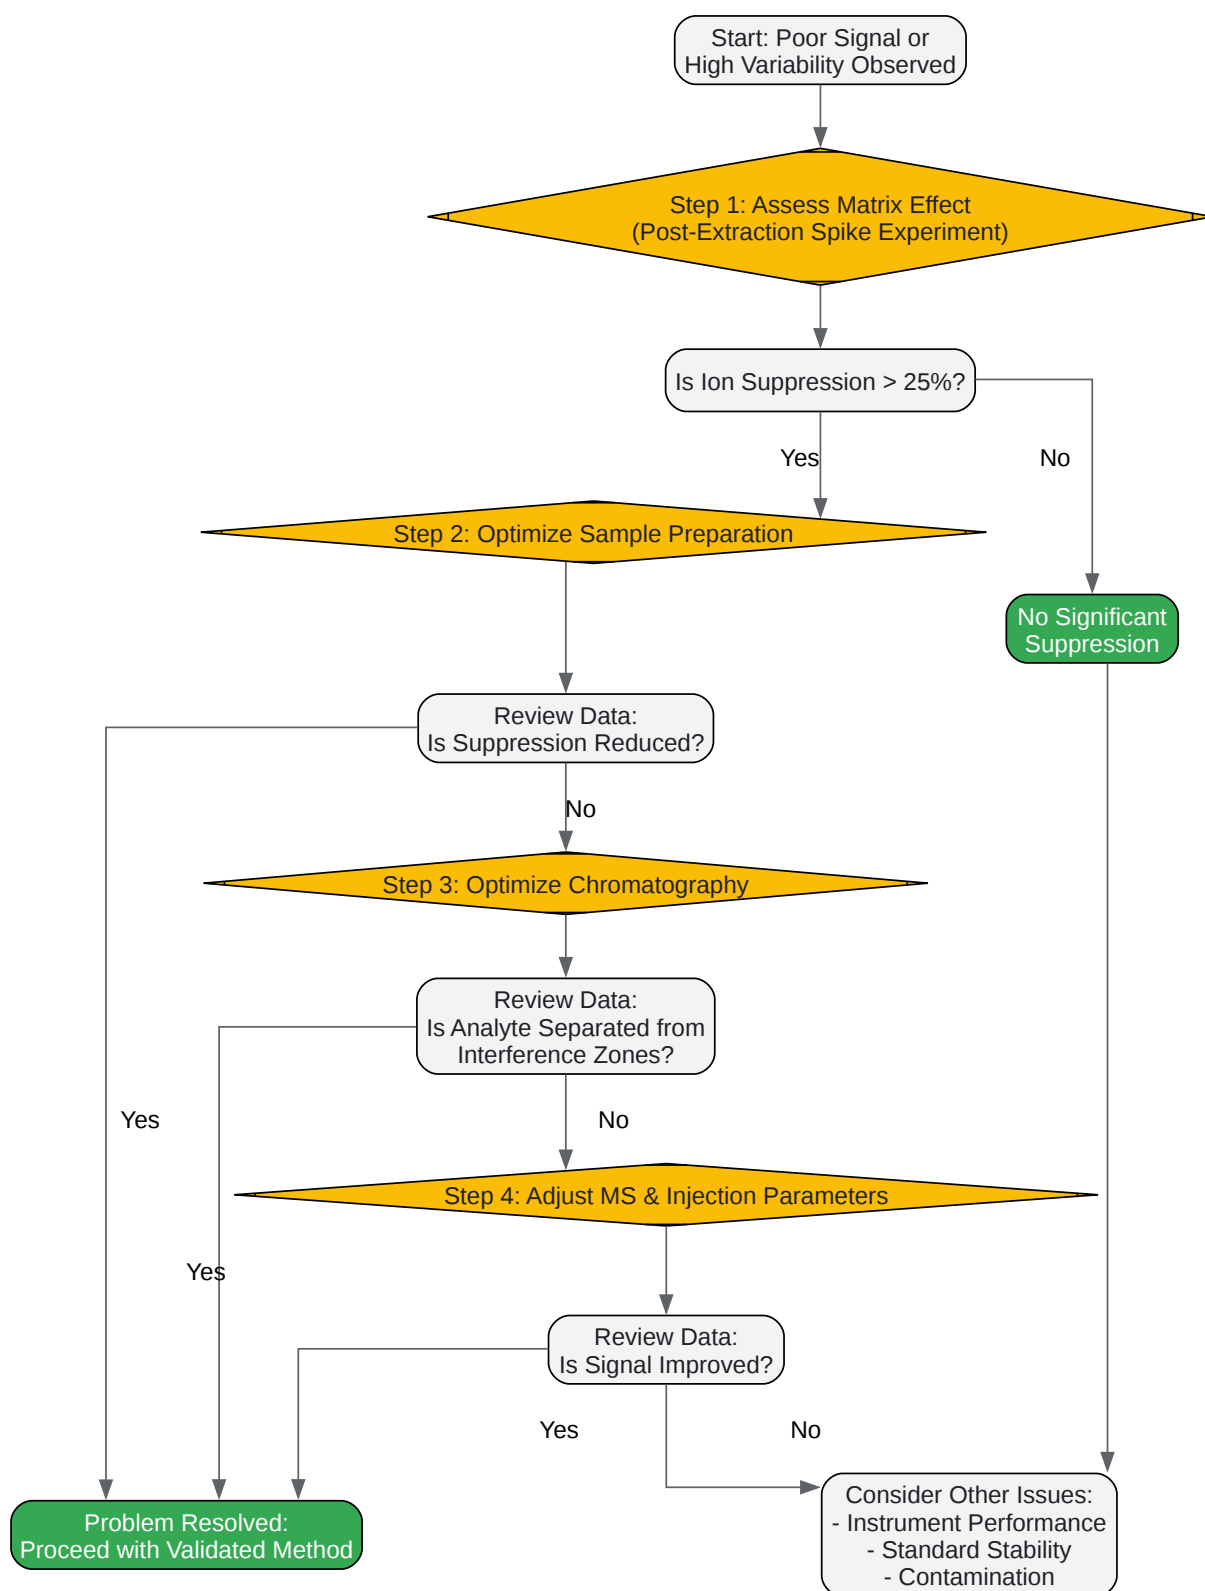 Start: Poor Signal or
High Variability Observed
Step 1: Assess Matrix Effect
(Post-Extraction Spike Experiment)
Is Ion Suppression > 25%?
Yes
No
Step 2: Optimize Sample Preparation
No Significant
Suppression
Review Data:
Is Suppression Reduced?
No
Step 3: Optimize Chromatography
Review Data:
Is Analyte Separated from
Interference Zones?
Yes
No
Step 4: Adjust MS & Injection Parameters
Yes
Review Data:
Is Signal Improved?
Yes
No
Problem Resolved:
Proceed with Validated Method
Consider Other Issues:
- Instrument Performance
- Standard Stability
- Contamination